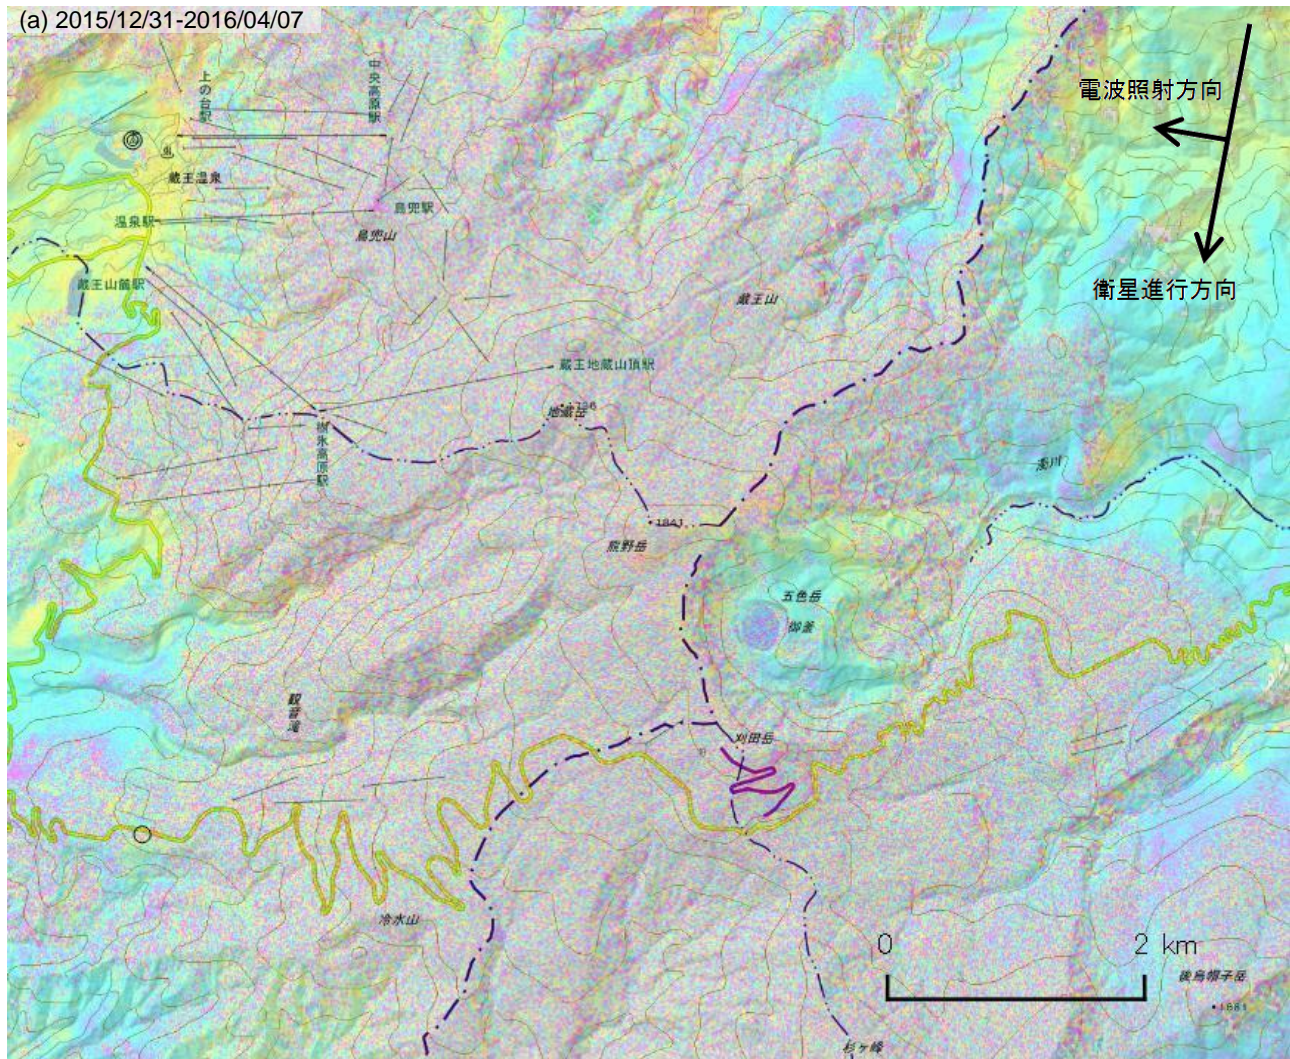 (a) 2015/12/31-2016/04/07
上の台駅
中央高原駅
電波照射方向
蔵王温泉
温泉駅
鳥兜駅
鳥兜山
蔵王山麓駅
衛星進行方向
蔵王山
蔵王地蔵山頂駅
地蔵岳
1736
樹氷高原駅
濁川
1841
熊野岳
五色岳
御釜
観音滝
刈田岳
冷水山
0 2 km
後烏帽子岳
1681
杉ヶ峰